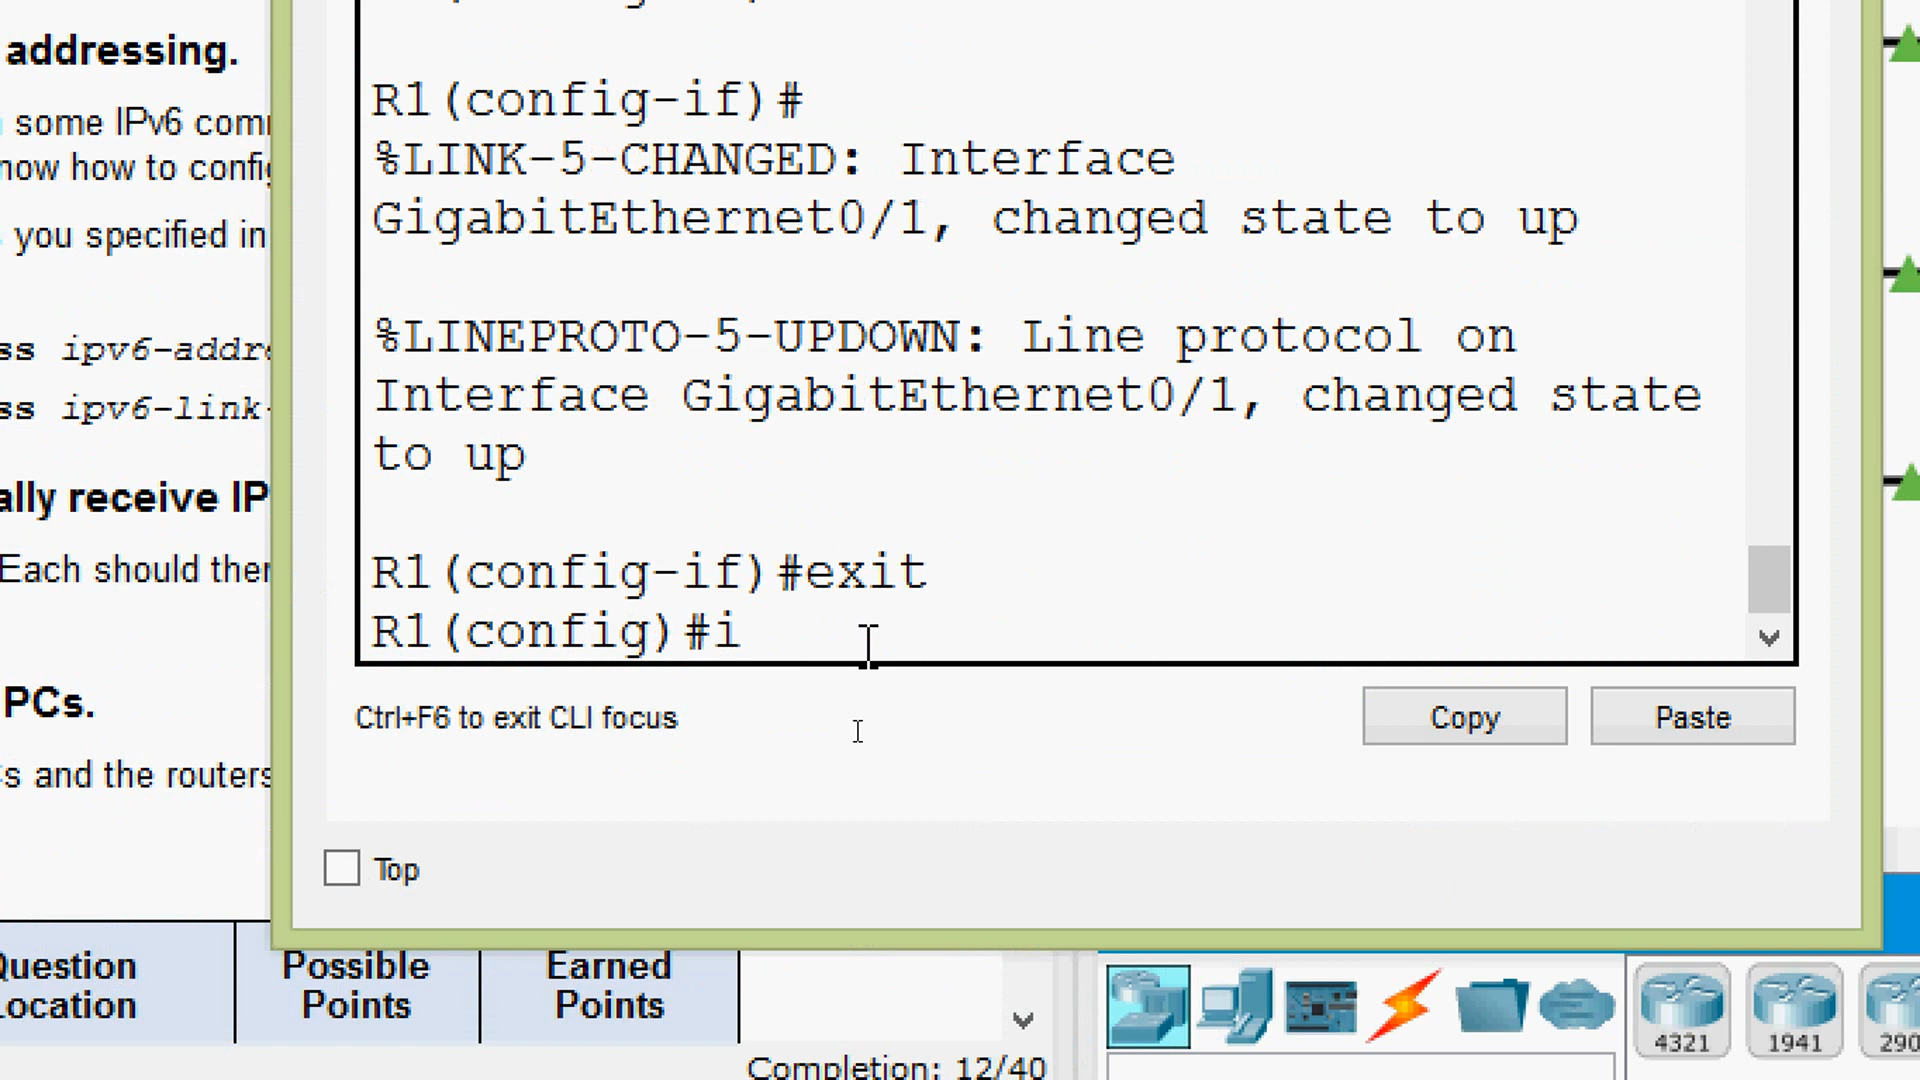 addressing.
some IPv6 com
now how to config
you specified in
ss ipv6-addr
ss ipv6-link-
ally receive IP
Each should ther
PCs.
s and the routers
R1(config-if)#
%LINK-5-CHANGED: Interface
GigabitEthernet0/1, changed state to up
%LINEPROTO-5-UPDOWN: Line protocol on
Interface GigabitEthernet0/1, changed state
to up
R1(config-if)#exit
R1(config)#i
Ctrl+F6 to exit CLI focus
Copy
Paste
Top
Question
Location
Possible
Points
Earned
Points
Completion: 12/40
4321
1941
290